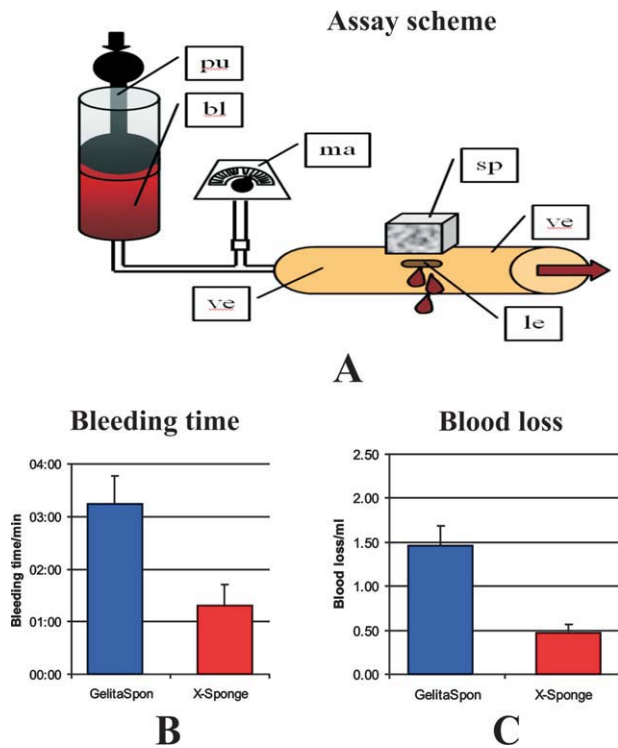 Assay scheme
pu
bl
ma
sp
ve
ve
le
A
Bleeding time
Blood loss
Bleeding time/min
04:00
03:00
02:00
01:00
00:00
GelitaSpon X-Sponge
B
Blood loss/ml
2.50
2.00
1.50
1.00
0.50
0.00
GelitaSpon X-Sponge
C